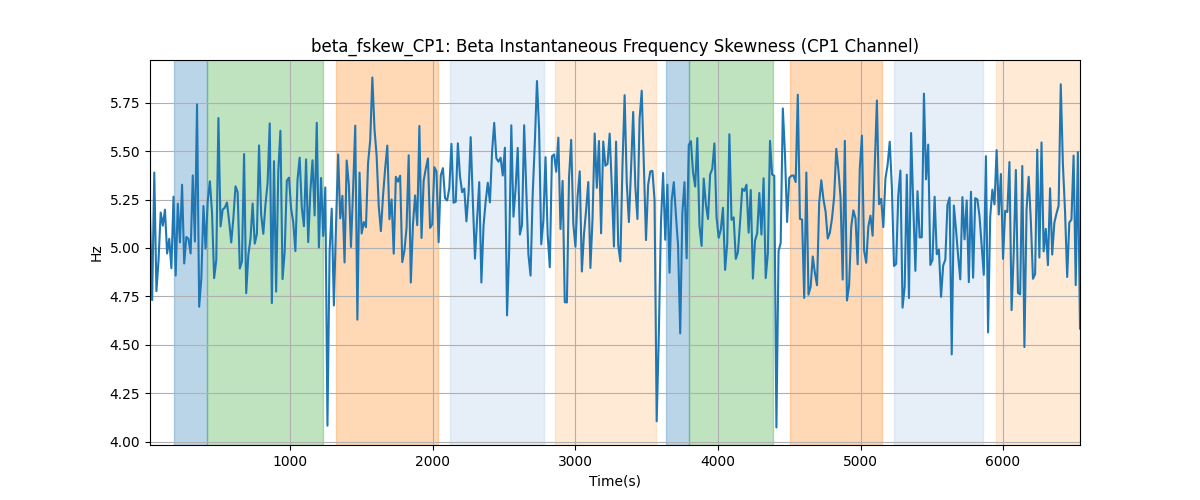 beta_fskew_CP1: Beta Instantaneous Frequency Skewness (CP1 Channel)
Hz
5.75
5.50
5.25
5.00
4.75
4.50
4.25
4.00
1000 2000 3000 4000 5000 6000
Time(s)